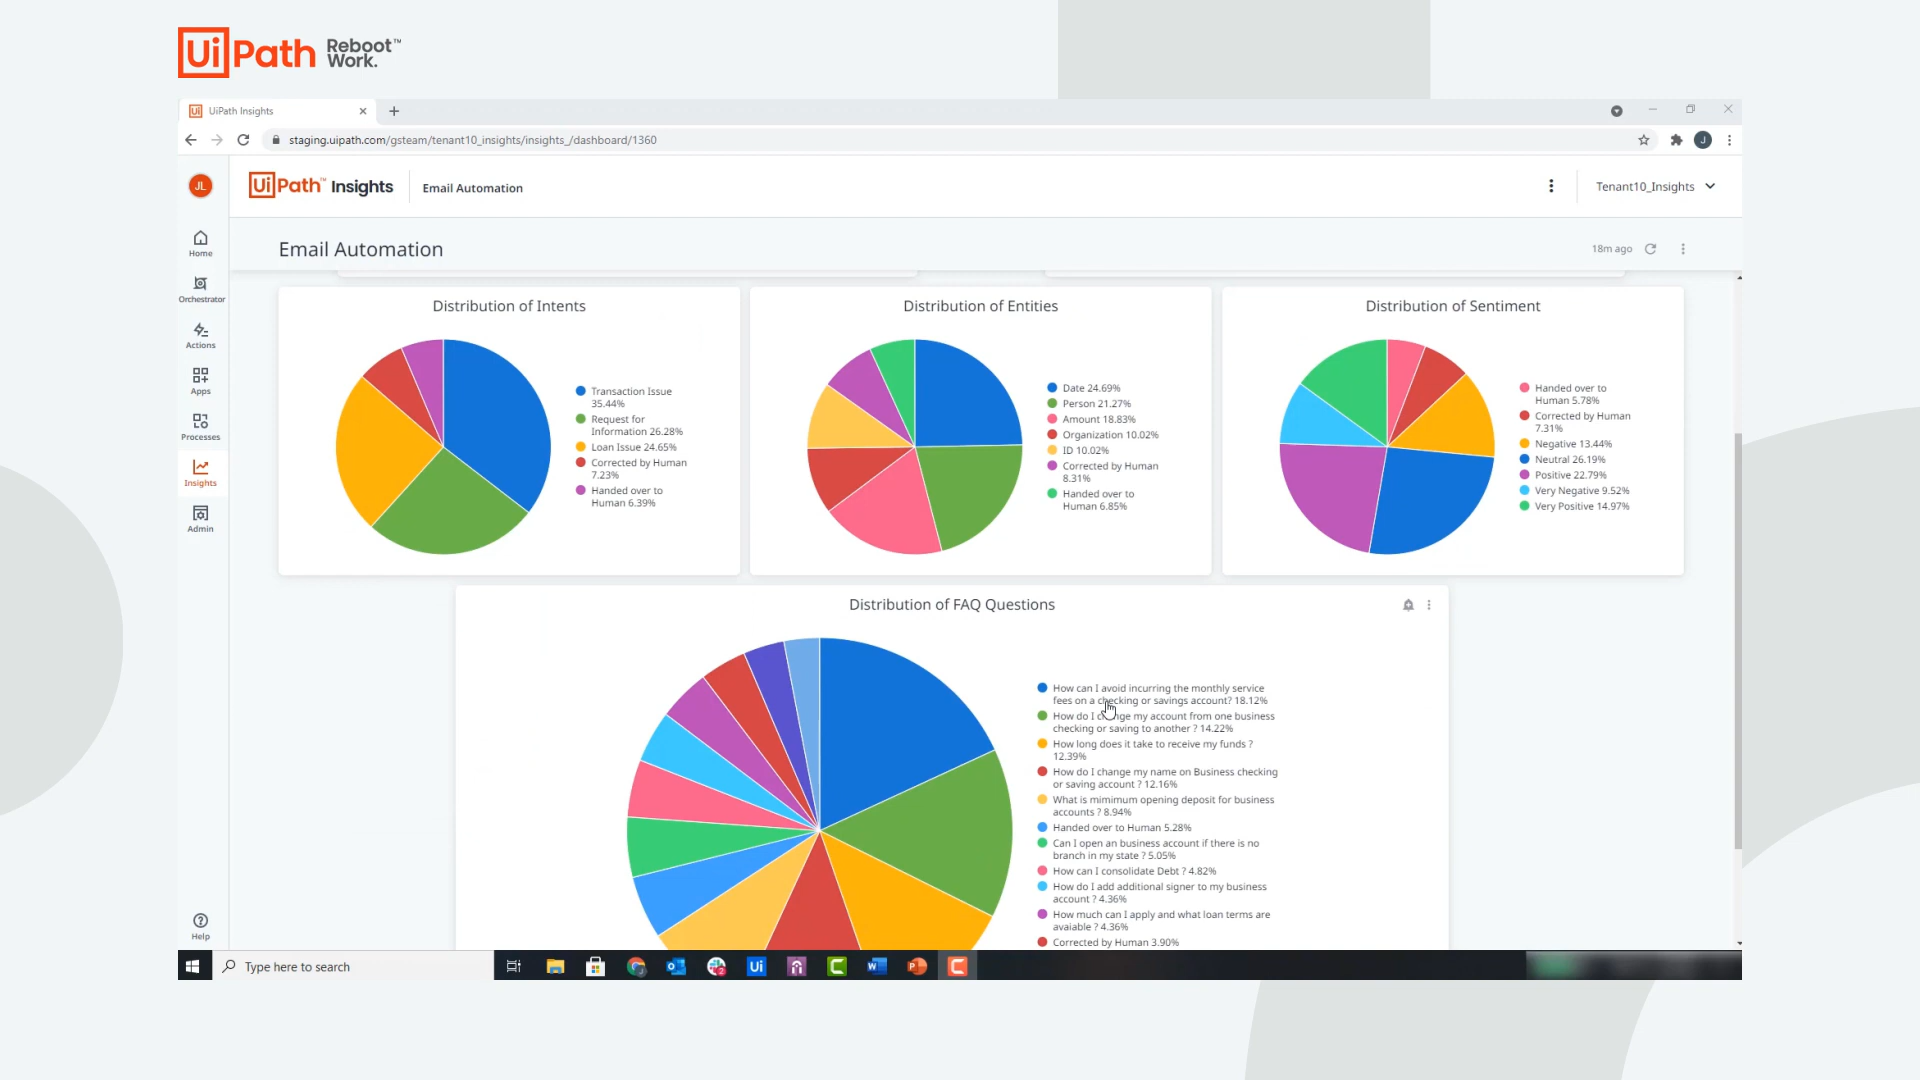 UiPath Reboot Work.™
UiPath Insights
staging.uipath.com/gsteam/tenant10_insights/insights_/dashboard/1360
J
JL
UiPath™ Insights
Email Automation
Tenant10_Insights
Home
Orchestrator
Actions
Apps
Processes
Insights
Admin
Help
Email Automation
18m ago
Distribution of Intents
Transaction Issue
35.44%
Request for
Information 26.28%
Loan Issue 24.65%
Corrected by Human
7.23%
Handed over to
Human 6.39%
Distribution of Entities
Date 24.69%
Person 21.27%
Amount 18.83%
Organization 10.02%
ID 10.02%
Corrected by Human
8.31%
Handed over to
Human 6.85%
Distribution of Sentiment
Handed over to
Human 5.78%
Corrected by Human
7.31%
Negative 13.44%
Neutral 26.19%
Positive 22.79%
Very Negative 9.52%
Very Positive 14.97%
Distribution of FAQ Questions
How can I avoid incurring the monthly service
fees on a checking or savings account? 18.12%
How do I change my account from one business
checking or saving to another ? 14.22%
How long does it take to receive my funds ?
12.39%
How do I change my name on Business checking
or saving account ? 12.16%
What is mimimum opening deposit for business
accounts ? 8.94%
Handed over to Human 5.28%
Can I open an business account if there is no
branch in my state ? 5.05%
How can I consolidate Debt ? 4.82%
How do I add additional signer to my business
account ? 4.36%
How much can I apply and what loan terms are
avaiable ? 4.36%
Corrected by Human 3.90%
Type here to search